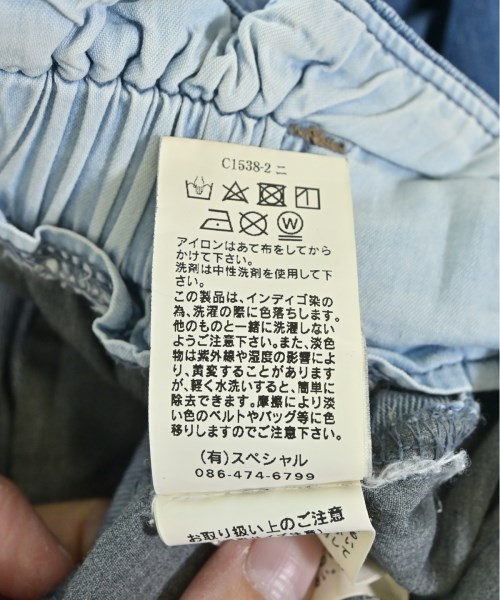 C1538-2 ニ
W
アイロンはあて布をしてから
かけて下さい。
洗剤は中性洗剤を使用して下
さい。
この製品は、インディゴ染の
為、洗濯の際に色落ちします。
他のものと一緒に洗濯しない
ようご注意下さい。また、淡色
物は紫外線や湿度の影響によ
り、黄変することがあります
が、軽く水洗いすると、簡単に
除去できます。摩擦により淡
い色のベルトやバッグ等に色
移りしますのでご注意下さい。
(有)スペシャル
086-474-6799
お取り扱い上のご注意